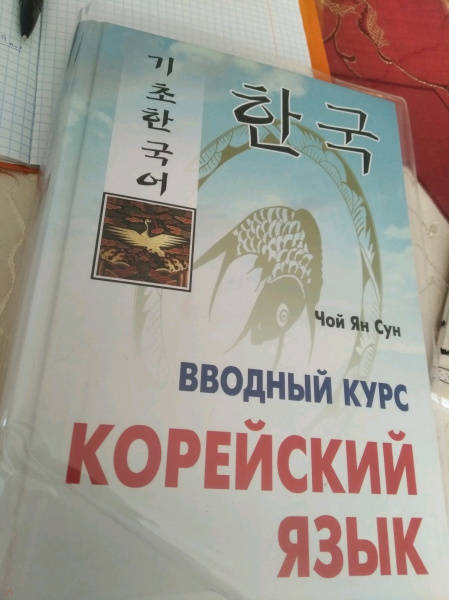 기초한국어
한국
Чой Ян Сун
ВВОДНЫЙ КУРС
КОРЕЙСКИЙ
ЯЗЫК